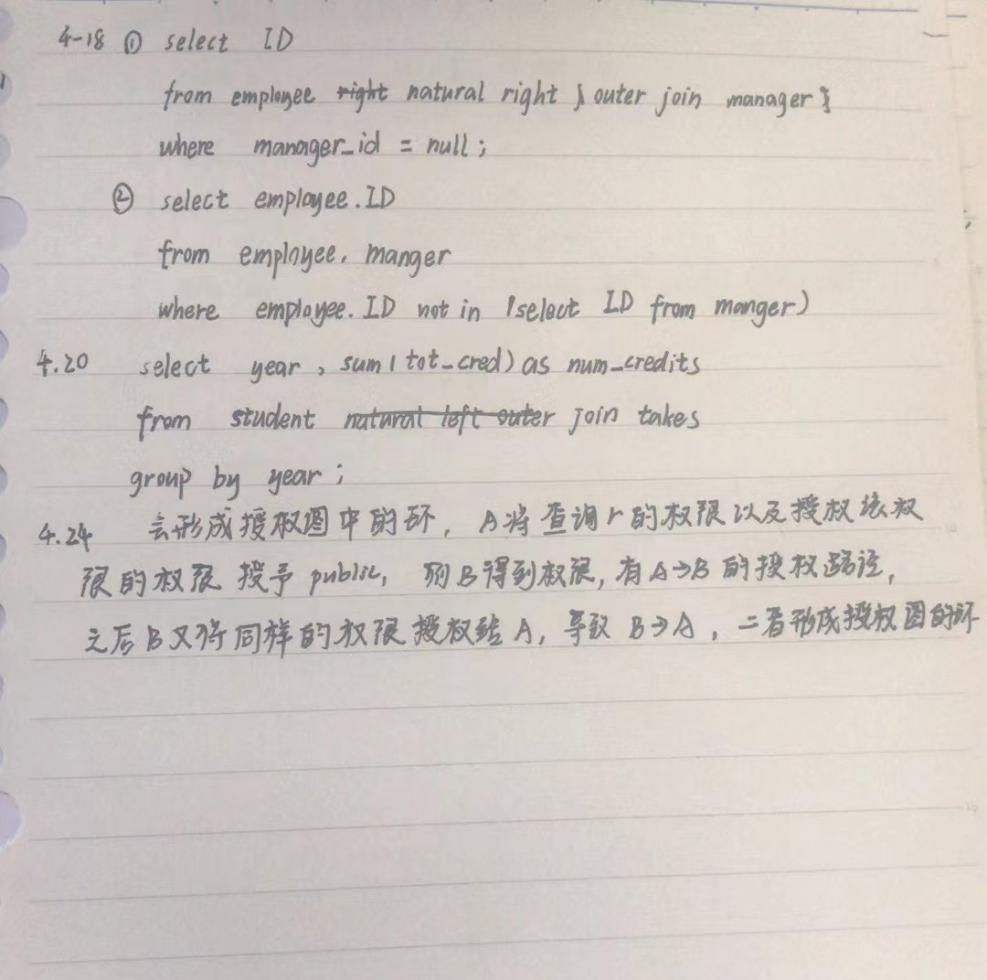 4-18 ① select ID
from employee right natural right { outer join manager }
where manager_id = null;
② select employee.ID
from employee, manger
where employee.ID not in (select ID from manger)
4.20 select year, sum(tot_cred) as num_credits
from student natural left outer join takes
group by year;
4.24 会形成授权图中的环，A将查询r的权限以及授权该权
限的权限授予public，则B得到权限，有A→B的授权路径，
之后B又将同样的权限授权给A，导致B→A，二者形成授权图的环